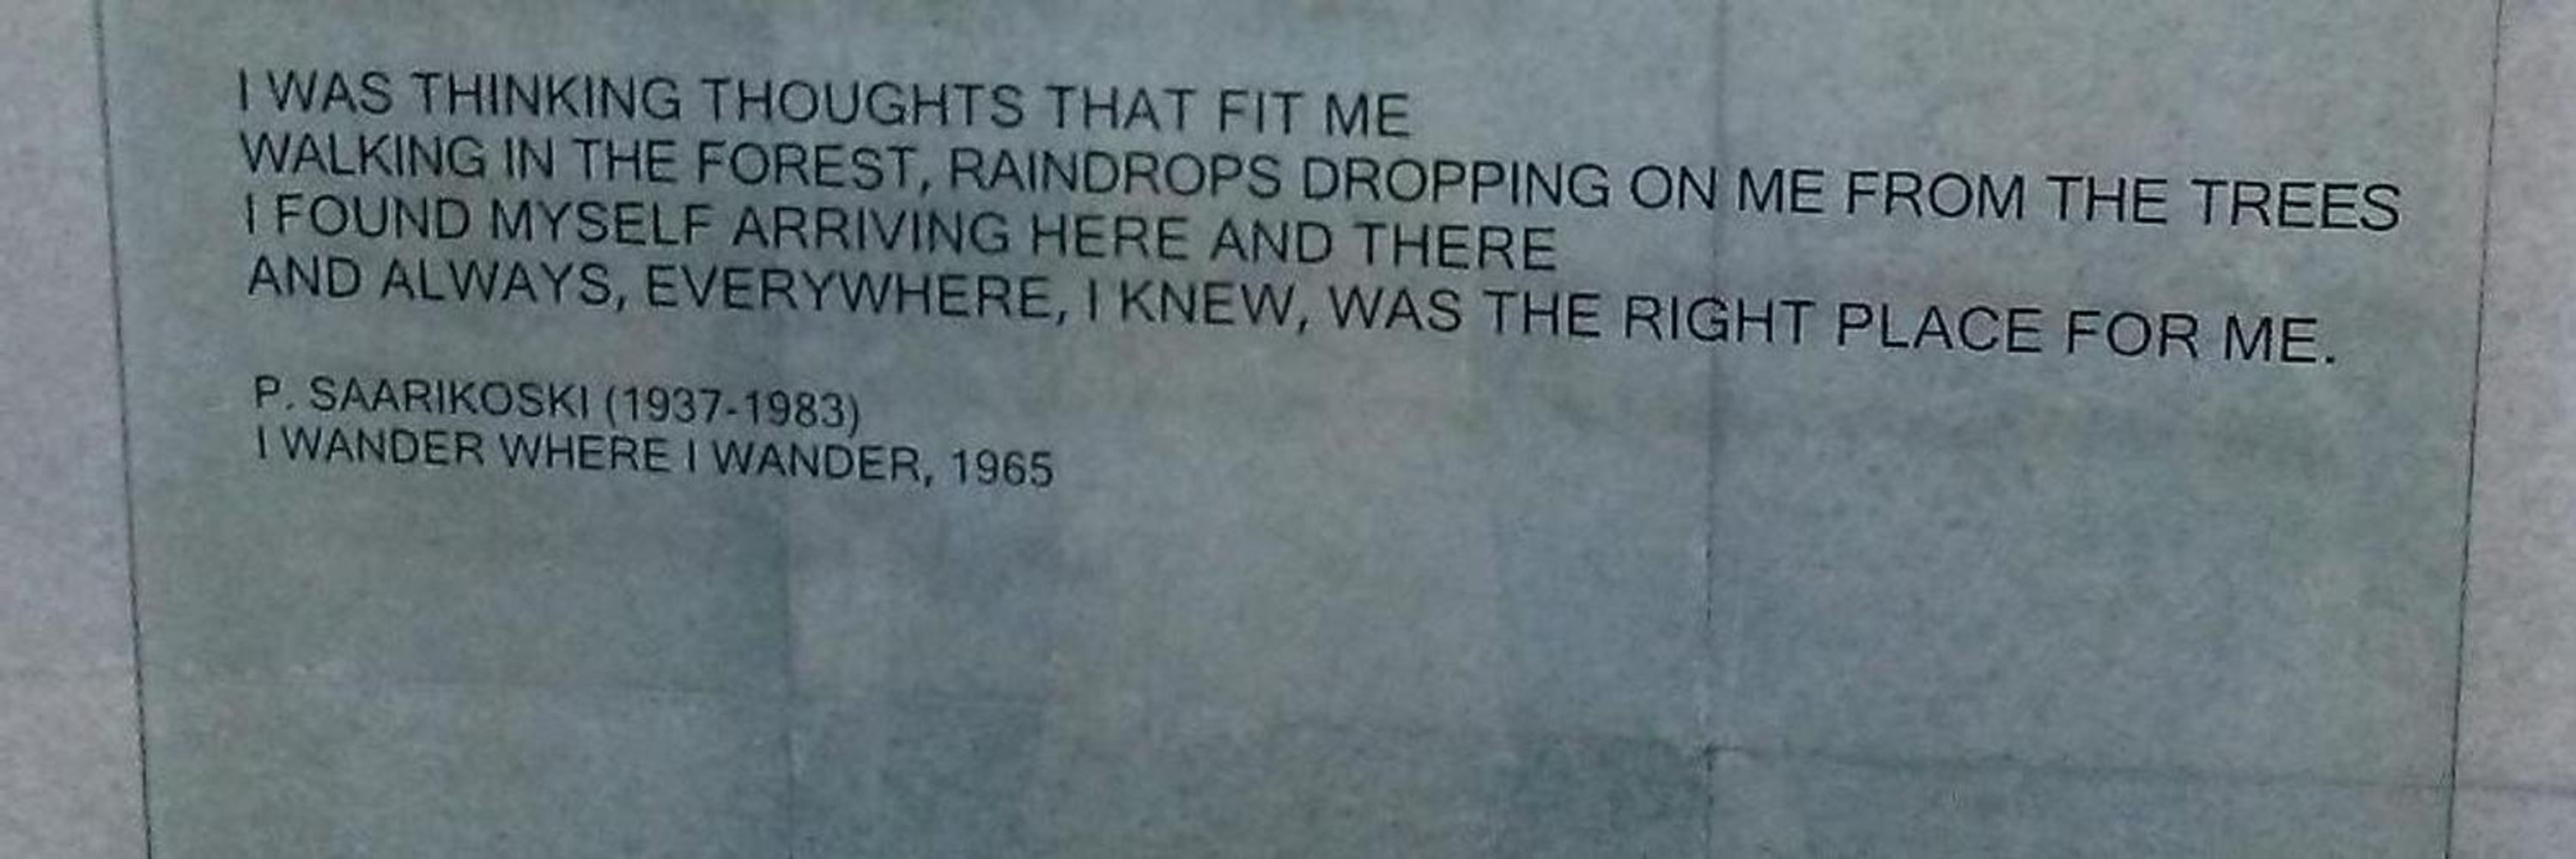 I WAS THINKING THOUGHTS THAT FIT ME
WALKING IN THE FOREST, RAINDROPS DROPPING ON ME FROM THE TREES
I FOUND MYSELF ARRIVING HERE AND THERE
AND ALWAYS, EVERYWHERE, I KNEW, WAS THE RIGHT PLACE FOR ME.
P. SAARIKOSKI (1937-1983)
I WANDER WHERE I WANDER, 1965